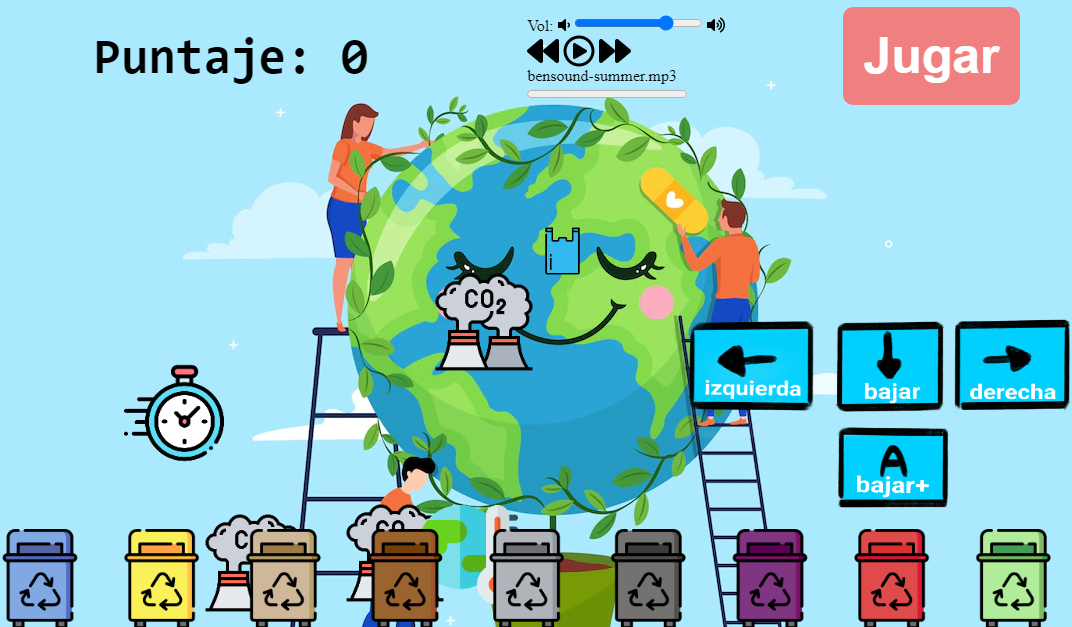 Puntaje: 0
Vol:
bensound-summer.mp3
Jugar
i
CO2
izquierda
bajar
derecha
A
bajar+